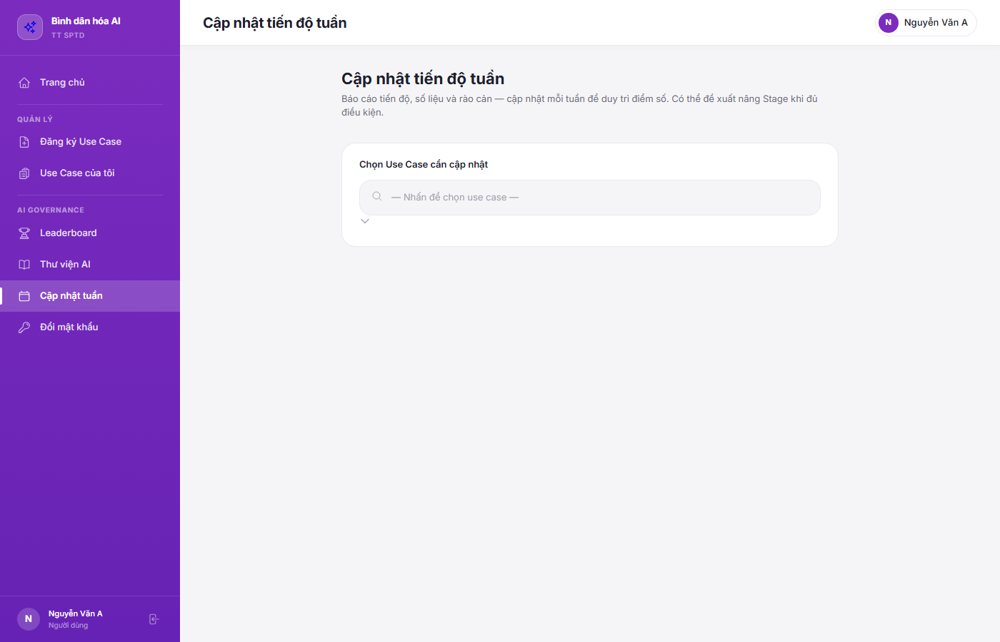 Bình dân hóa AI
TT SPTD
Trang chủ
QUẢN LÝ
Đăng ký Use Case
Use Case của tôi
AI GOVERNANCE
Leaderboard
Thư viện AI
Cập nhật tuần
Đổi mật khẩu
N
Nguyễn Văn A
Người dùng
Cập nhật tiến độ tuần
N
Nguyễn Văn A
Cập nhật tiến độ tuần
Báo cáo tiến độ, số liệu và rào cản — cập nhật mỗi tuần để duy trì điểm số. Có thể đề xuất nâng Stage khi đủ
điều kiện.
Chọn Use Case cần cập nhật
— Nhấn để chọn use case —